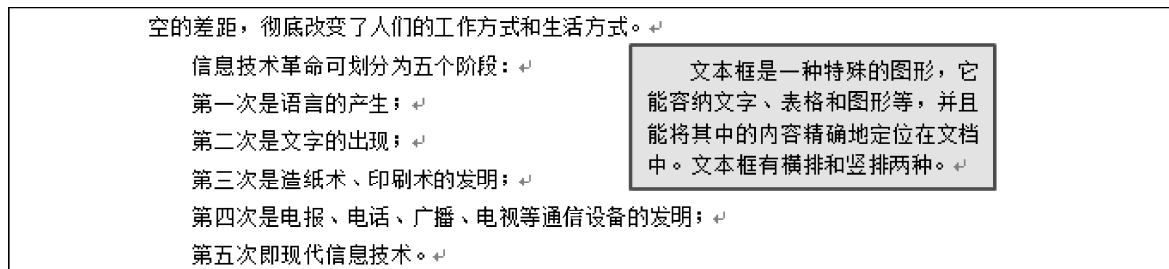 空的差距，彻底改变了人们的工作方式和生活方式。
信息技术革命可划分为五个阶段：
第一次是语言的产生；
第二次是文字的出现；
第三次是造纸术、印刷术的发明；
第四次是电报、电话、广播、电视等通信设备的发明；
第五次即现代信息技术。
文本框是一种特殊的图形，它
能容纳文字、表格和图形等，并且
能将其中的内容精确地定位在文档
中。文本框有横排和竖排两种。